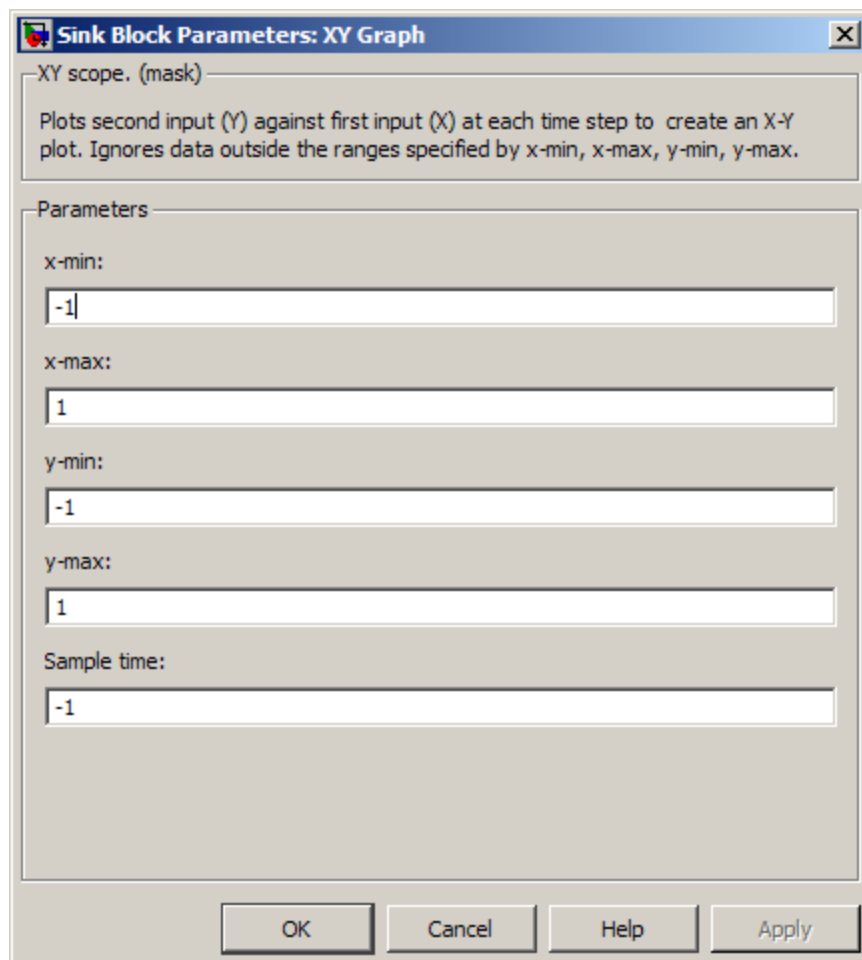 Sink Block Parameters: XY Graph
XY scope. (mask)
Plots second input (Y) against first input (X) at each time step to  create an X-Y
plot. Ignores data outside the ranges specified by x-min, x-max, y-min, y-max.
Parameters
x-min:
-1
x-max:
1
y-min:
-1
y-max:
1
Sample time:
-1
OK Cancel Help Apply